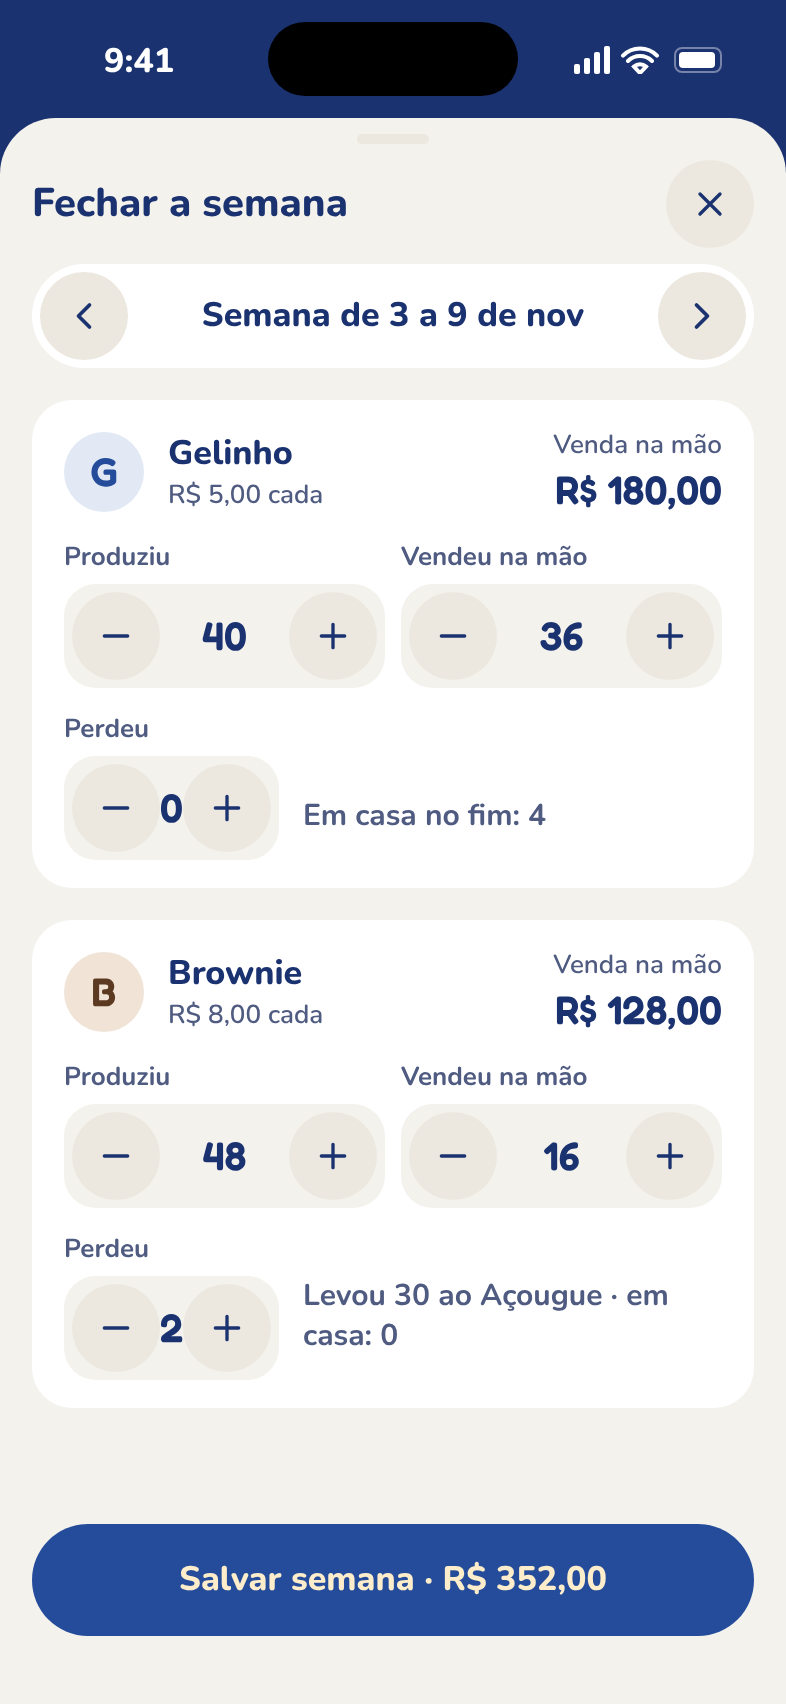 9:41
Fechar a semana
Semana de 3 a 9 de nov
G
Gelinho
R$ 5,00 cada
Venda na mão
R$ 180,00
Produziu
Vendeu na mão
40
36
Perdeu
0
Em casa no fim: 4
B
Brownie
R$ 8,00 cada
Venda na mão
R$ 128,00
Produziu
Vendeu na mão
48
16
Perdeu
2
Levou 30 ao Açougue · em
casa: 0
Salvar semana · R$ 352,00